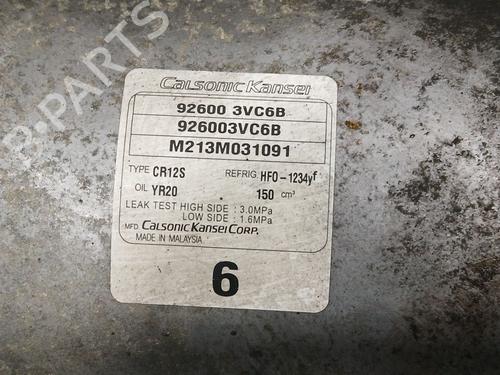 B-PARTS
Calsonic Kansei
92600 3VC6B
926003VC6B
M213M031091
TYPE CR12S REFRIG. HFO-1234yf
OIL YR20 150 cm³
LEAK TEST HIGH SIDE : 3.0MPa
LOW SIDE : 1.6MPa
MFD. Calsonic Kansei Corp.
MADE IN MALAYSIA
6